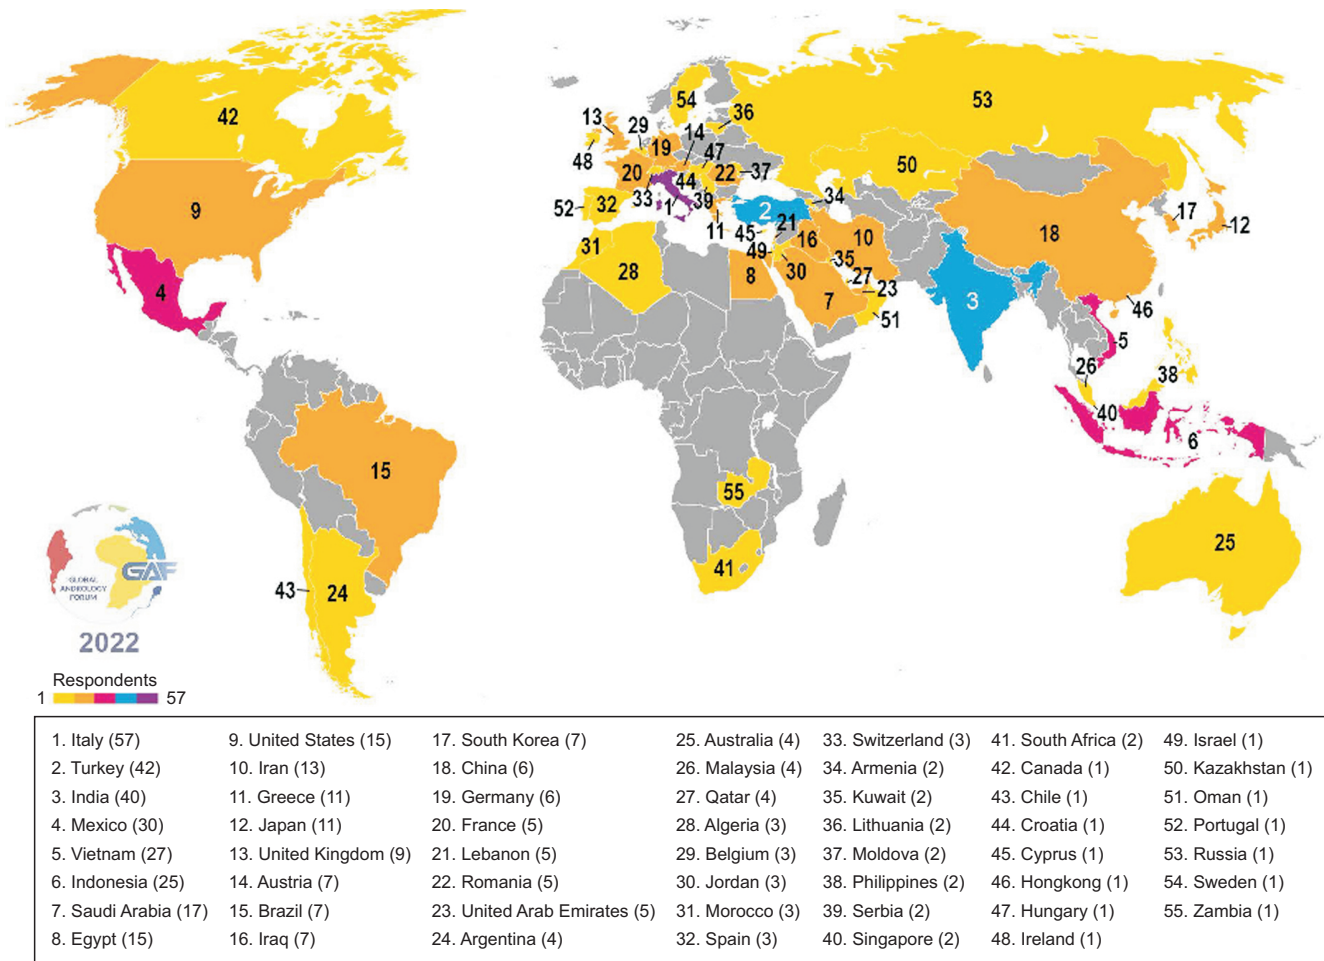 42
54
53
13
29
36
14
48
19
47
50
20
22
37
9
33
44
34
52
32
1
39
2
17
11
45
21
12
31
16
10
18
49
28
30
35
4
8
27
7
23
3
46
51
5
26
38
40
6
15
55
25
41
43
24
GLOBAL
ANDROLOGY
FORUM
GAF
2022
Respondents
1 57
1. Italy (57)
2. Turkey (42)
3. India (40)
4. Mexico (30)
5. Vietnam (27)
6. Indonesia (25)
7. Saudi Arabia (17)
8. Egypt (15)
9. United States (15)
10. Iran (13)
11. Greece (11)
12. Japan (11)
13. United Kingdom (9)
14. Austria (7)
15. Brazil (7)
16. Iraq (7)
17. South Korea (7)
18. China (6)
19. Germany (6)
20. France (5)
21. Lebanon (5)
22. Romania (5)
23. United Arab Emirates (5)
24. Argentina (4)
25. Australia (4)
26. Malaysia (4)
27. Qatar (4)
28. Algeria (3)
29. Belgium (3)
30. Jordan (3)
31. Morocco (3)
32. Spain (3)
33. Switzerland (3)
34. Armenia (2)
35. Kuwait (2)
36. Lithuania (2)
37. Moldova (2)
38. Philippines (2)
39. Serbia (2)
40. Singapore (2)
41. South Africa (2)
42. Canada (1)
43. Chile (1)
44. Croatia (1)
45. Cyprus (1)
46. Hongkong (1)
47. Hungary (1)
48. Ireland (1)
49. Israel (1)
50. Kazakhstan (1)
51. Oman (1)
52. Portugal (1)
53. Russia (1)
54. Sweden (1)
55. Zambia (1)